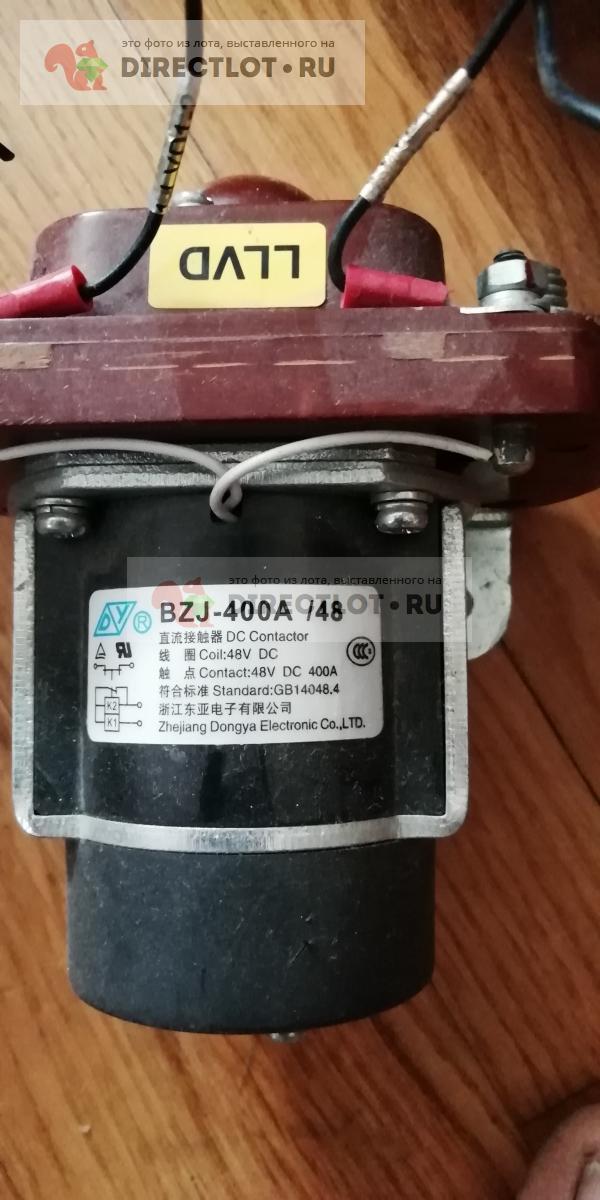 это фото из лота, выставленного на
DIRECTLOT•RU
LLVD
это фото из лота, выставленного на
DIRECTLOT•RU
DY® BZJ-400A /48
直流接触器 DC Contactor
线 圈 Coil:48V DC
触 点 Contact:48V DC 400A
符合标准 Standard:GB14048.4
浙江东亚电子有限公司
Zhejiang Dongya Electronic Co.,LTD.
CCC
K2
K1